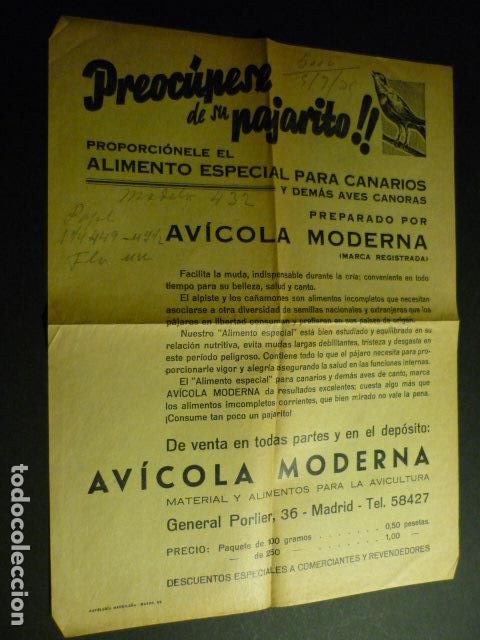 Preocúpese
de su pajarito!!
PROPORCIÓNELE EL
ALIMENTO ESPECIAL PARA CANARIOS
Y DEMÁS AVES CANORAS
Modelo 432
PREPARADO POR
AVÍCOLA MODERNA
(MARCA REGISTRADA)
Facilita la muda, indispensable durante la cría; conveniente en todo
tiempo para su belleza, salud y canto.
El alpiste y los cañamones son alimentos incompletos que necesitan
asociarse a otra diversidad de semillas nacionales y extranjeras que los
pájaros en libertad consumen y prefieren en sus países de origen.
Nuestro "Alimento especial" está bien estudiado y equilibrado en su
relación nutritiva, evita mudas largas debilitantes, tristeza y desgaste en
este período peligroso. Contiene todo lo que el pájaro necesita para pro-
porcionarle vigor y alegría asegurando la salud en las funciones internas.
El "Alimento especial" para canarios y demás aves de canto, marca
AVÍCOLA MODERNA da resultados excelentes; cuesta algo más que
los alimentos imcompletos corrientes, que bien mirado no vale la pena.
¡Consume tan poco un pajarito!
De venta en todas partes y en el depósito:
AVÍCOLA MODERNA
MATERIAL Y ALIMENTOS PARA LA AVICULTURA
General Porlier, 36 - Madrid - Tel. 58427
PRECIO: Paquete de 100 gramos . . . . . . 0,50 pesetas.
— de 250 — . . . . . . 1,00 —
DESCUENTOS ESPECIALES A COMERCIANTES Y REVENDEDORES
todocoleccion
todocoleccion.net